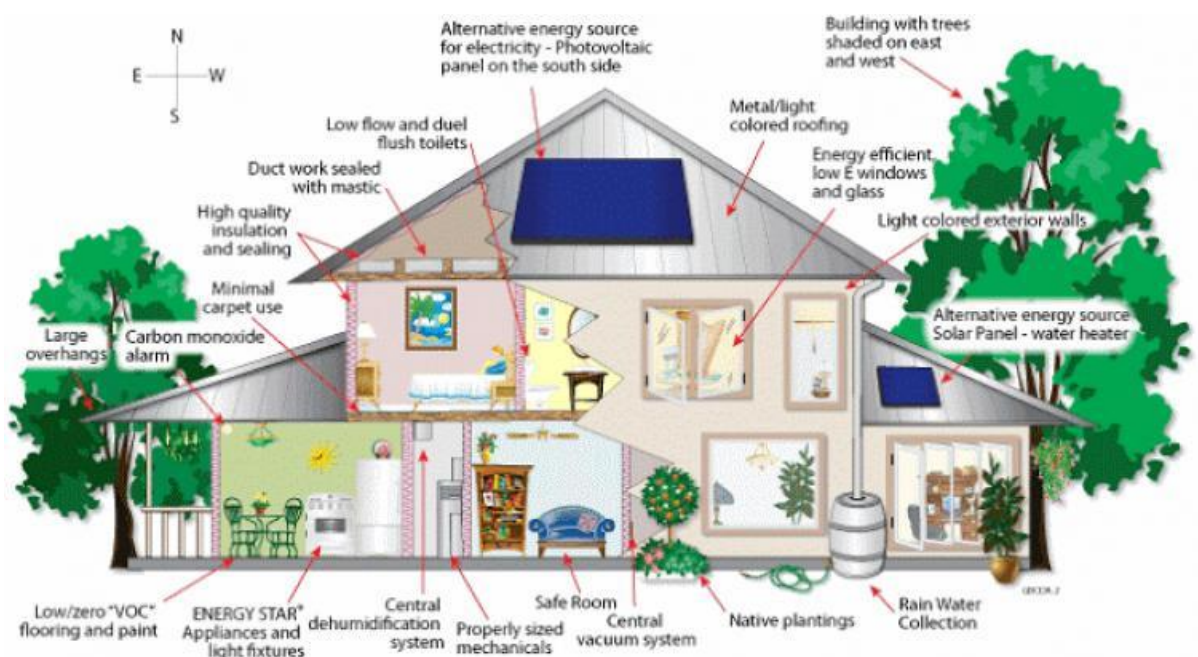 N
E
W
S
Alternative energy source
for electricity - Photovoltaic
panel on the south side
Building with trees
shaded on east
and west
Low flow and duel
flush toilets
Metal/light
colored roofing
Duct work sealed
with mastic
Energy efficient,
low E windows
and glass
High quality
insulation
and sealing
Light colored exterior walls
Minimal
carpet use
Large
overhangs
Carbon monoxide
alarm
Alternative energy source
Solar Panel - water heater
Low/zero "VOC"
flooring and paint
ENERGY STAR®
Appliances and
light fixtures
Central
dehumidification
system
Properly sized
mechanicals
Safe Room
Central
vacuum system
Native plantings
Rain Water
Collection